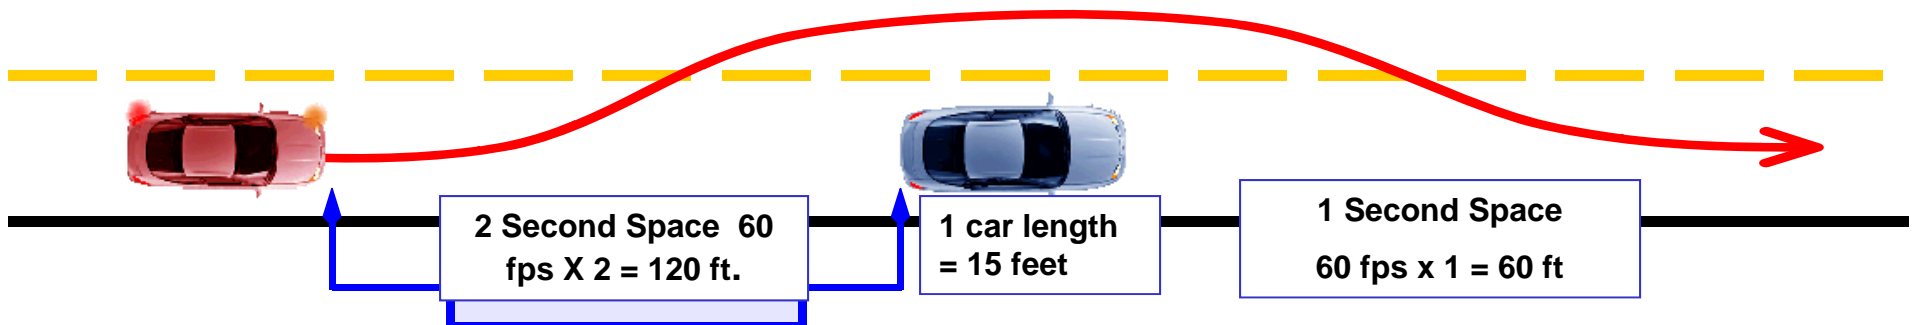 2 Second Space  60
fps X 2 = 120 ft.
1 car length
= 15 feet
1 Second Space
60 fps x 1 = 60 ft